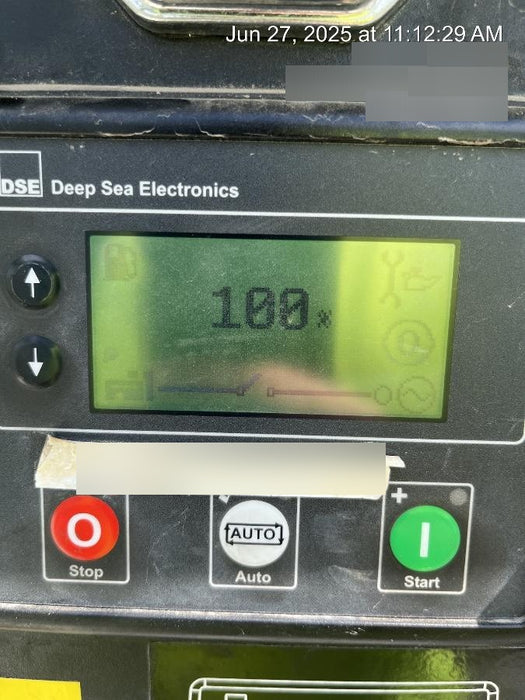 Jun 27, 2025 at 11:12:29 AM
DSE Deep Sea Electronics
100%
AUTO
Stop
Auto
Start